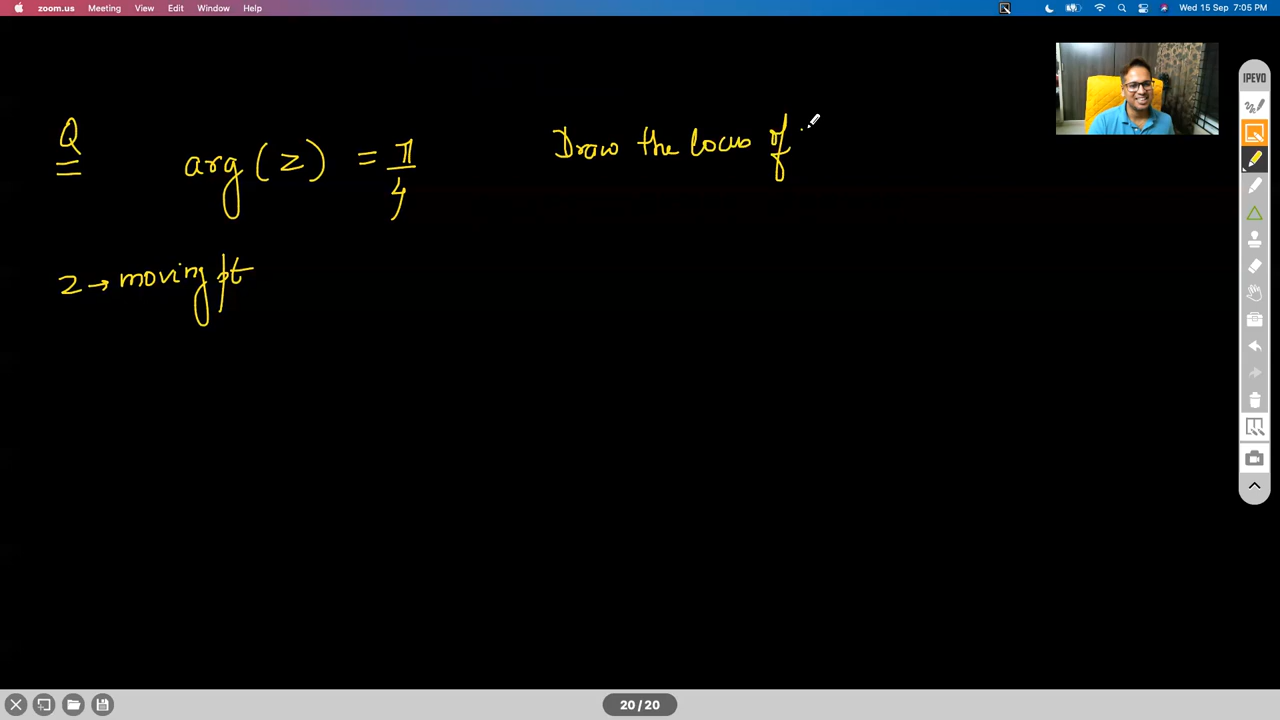 zoom.us Meeting View Edit Window Help Wed 15 Sep 7:05 PM
IPEVO
Q arg(z) = π/4 Draw the locus of
z → moving pt
20 / 20